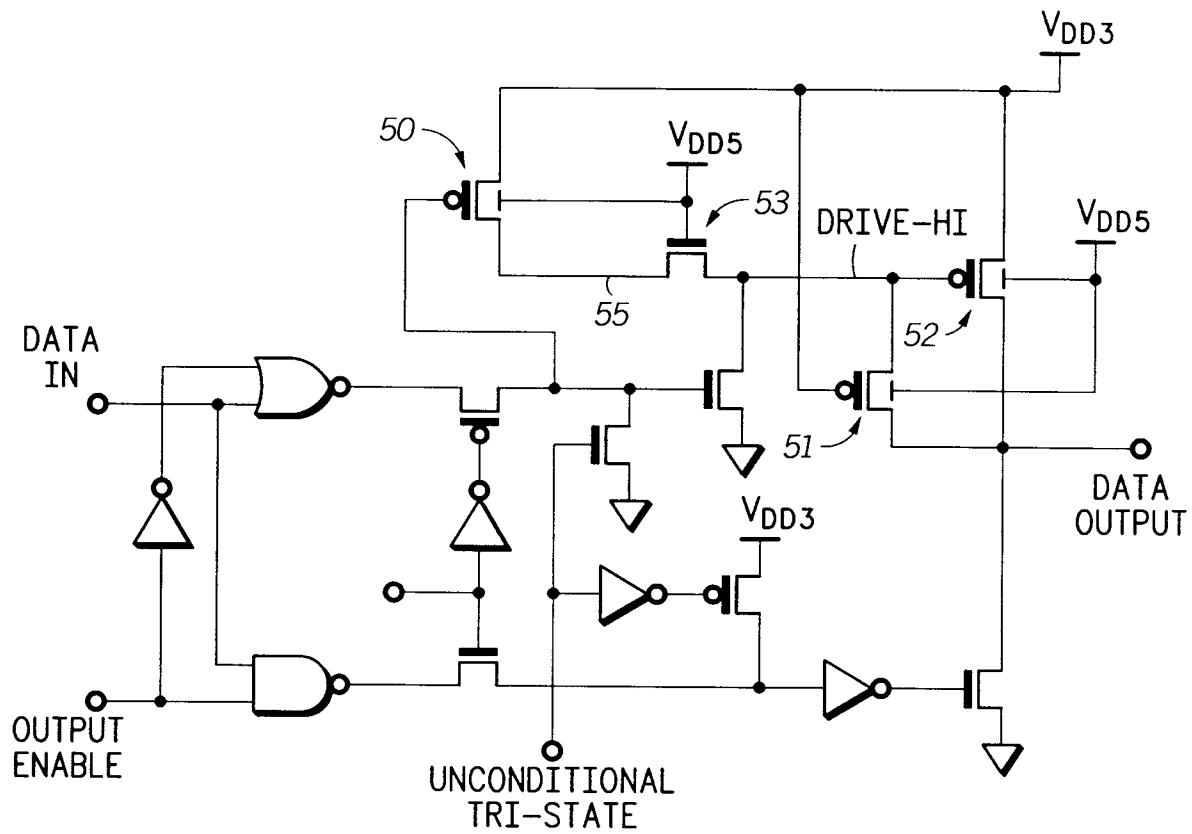 VDD3
50
VDD5
53
DRIVE-HI
VDD5
55
52
DATA
IN
51
DATA
OUTPUT
VDD3
OUTPUT
ENABLE
UNCONDITIONAL
TRI-STATE